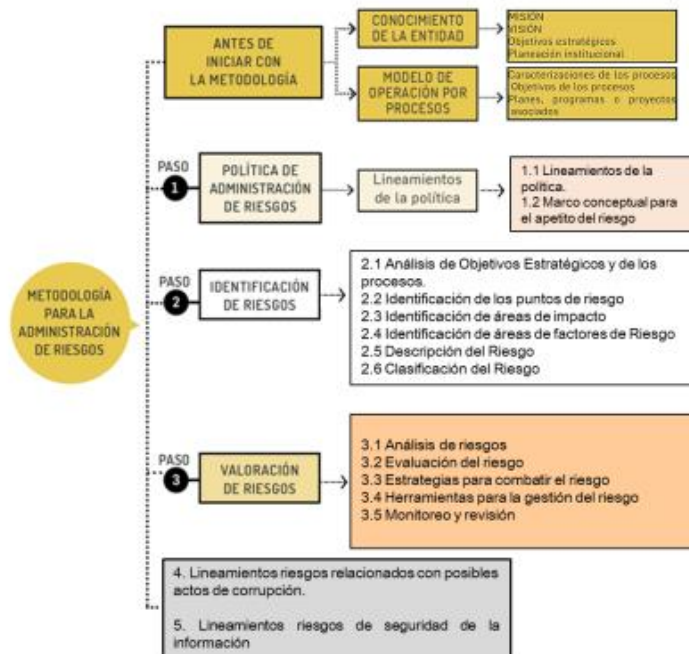 ANTES DE
INICIAR CON
LA METODOLOGÍA
CONOCIMIENTO
DE LA ENTIDAD
MISIÓN
VISIÓN
Objetivos estratégicos
Planeación institucional
MODELO DE
OPERACIÓN POR
PROCESOS
Caracterizaciones de los procesos
Objetivos de los procesos
Planes, programas o proyectos
asociados
PASO
1
POLÍTICA DE
ADMINISTRACIÓN
DE RIESGOS
Lineamientos
de la política
1.1 Lineamientos de la
política.
1.2 Marco conceptual para
el apetito del riesgo
METODOLOGÍA
PARA LA
ADMINISTRACIÓN
DE RIESGOS
PASO
2
IDENTIFICACIÓN
DE RIESGOS
2.1 Análisis de Objetivos Estratégicos y de los
procesos.
2.2 Identificación de los puntos de riesgo
2.3 Identificación de áreas de impacto
2.4 Identificación de áreas de factores de Riesgo
2.5 Descripción del Riesgo
2.6 Clasificación del Riesgo
PASO
3
VALORACIÓN
DE RIESGOS
3.1 Análisis de riesgos
3.2 Evaluación del riesgo
3.3 Estrategias para combatir el riesgo
3.4 Herramientas para la gestión del riesgo
3.5 Monitoreo y revisión
4. Lineamientos riesgos relacionados con posibles
actos de corrupción.
5. Lineamientos riesgos de seguridad de la
información